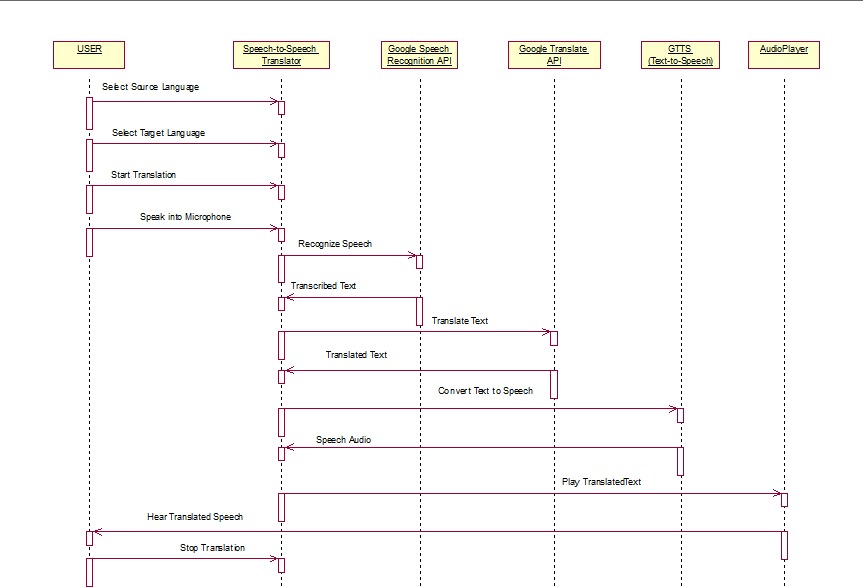 USER
Speech-to-Speech
Translator
Google Speech
Recognition API
Google Translate
API
GTTS
(Text-to-Speech)
AudioPlayer
Select Source Language
Select Target Language
Start Translation
Speak into Microphone
Recognize Speech
Transcribed Text
Translate Text
Translated Text
Convert Text to Speech
Speech Audio
Play TranslatedText
Hear Translated Speech
Stop Translation